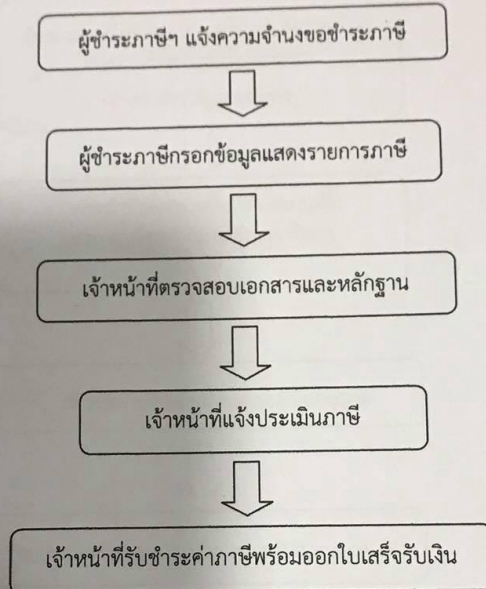 ผู้ชำระภาษีฯ แจ้งความจำนงขอชำระภาษี
ผู้ชำระภาษีกรอกข้อมูลแสดงรายการภาษี
เจ้าหน้าที่ตรวจสอบเอกสารและหลักฐาน
เจ้าหน้าที่แจ้งประเมินภาษี
เจ้าหน้าที่รับชำระค่าภาษีพร้อมออกใบเสร็จรับเงิน